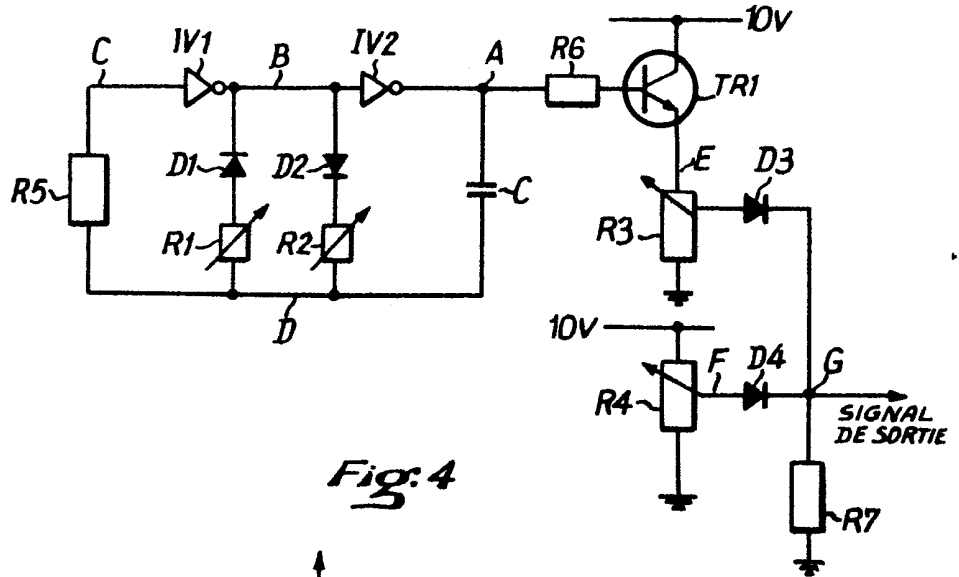 10V
C
IV1
B
IV2
A
R6
TR1
D1
D2
C
E
D3
R5
R1
R2
R3
D
10V
F
D4
G
R4
SIGNAL
DE SORTIE
Fig. 4
R7